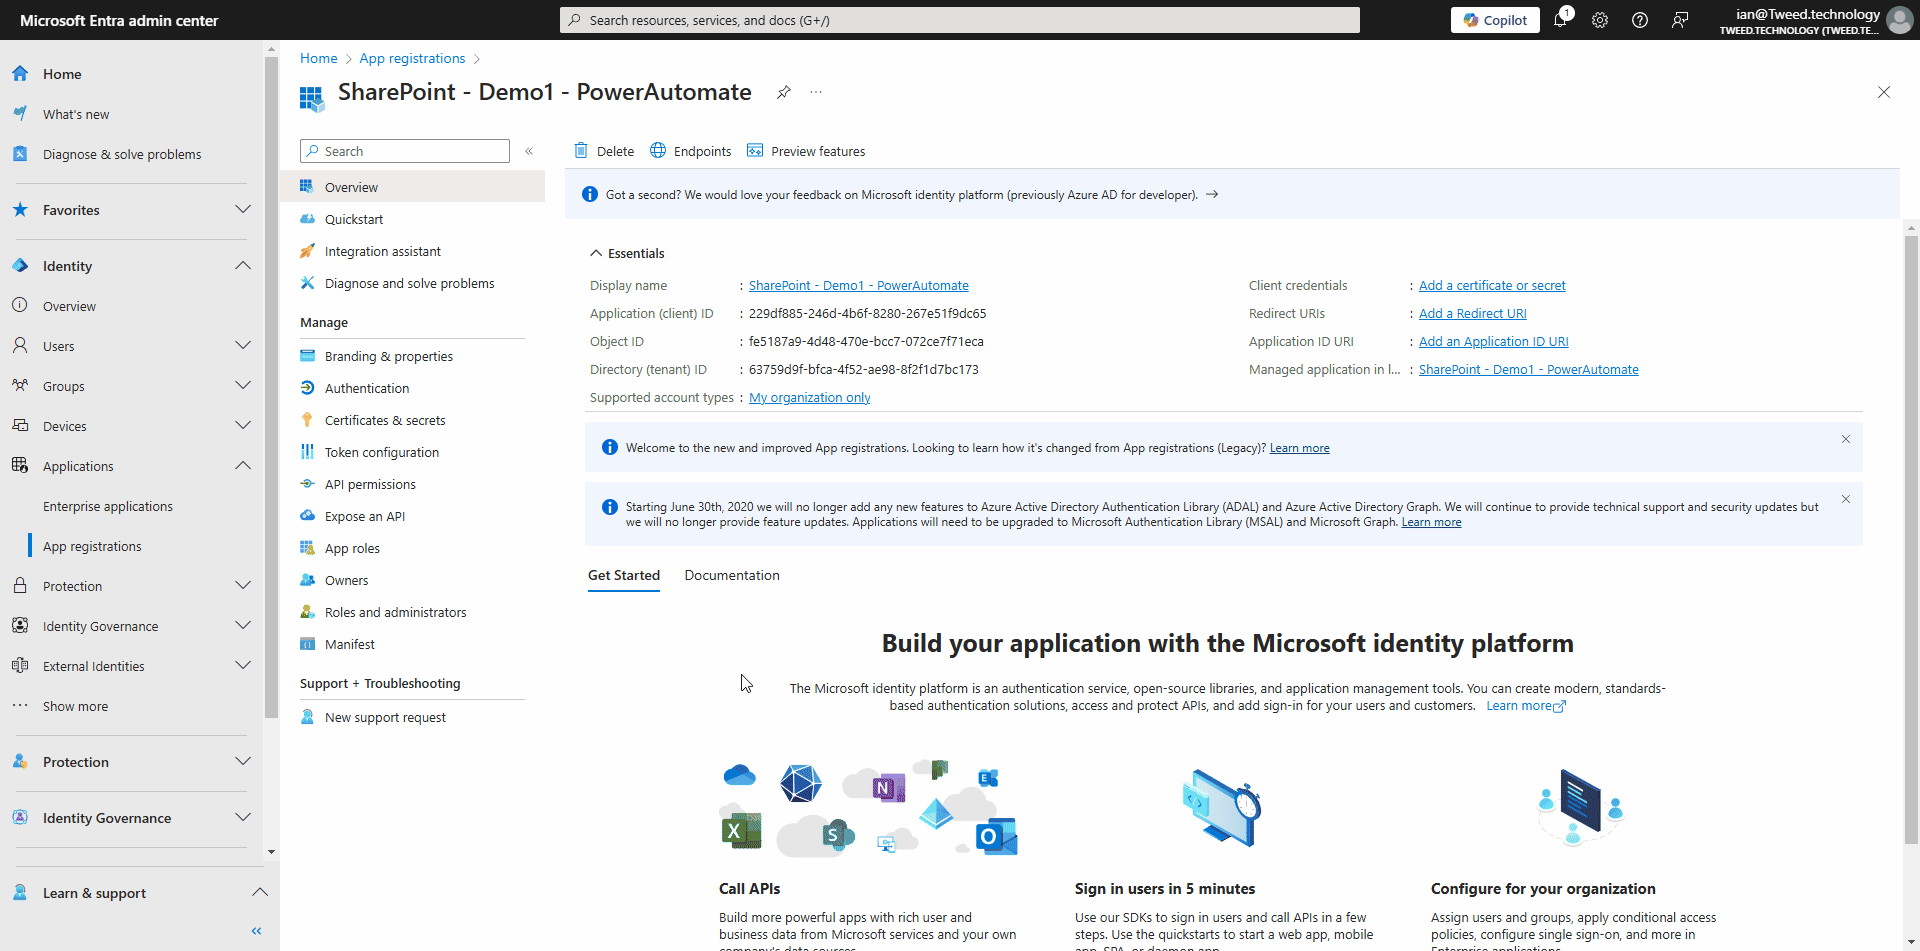 Microsoft Entra admin center
Search resources, services, and docs (G+/)
Copilot
1
ian@Tweed.technology
TWEED.TECHNOLOGY (TWEED.TE...
Home
What's new
Diagnose & solve problems
Favorites
Identity
Overview
Users
Groups
Devices
Applications
Enterprise applications
App registrations
Protection
Identity Governance
External Identities
Show more
Protection
Identity Governance
Learn & support
Home > App registrations >
SharePoint - Demo1 - PowerAutomate
Search
Overview
Quickstart
Integration assistant
Diagnose and solve problems
Manage
Branding & properties
Authentication
Certificates & secrets
Token configuration
API permissions
Expose an API
App roles
Owners
Roles and administrators
Manifest
Support + Troubleshooting
New support request
Delete Endpoints Preview features
Got a second? We would love your feedback on Microsoft identity platform (previously Azure AD for developer). →
Essentials
Display name : SharePoint - Demo1 - PowerAutomate
Application (client) ID : 229df885-246d-4b6f-8280-267e51f9dc65
Object ID : fe5187a9-4d48-470e-bcc7-072ce7f71eca
Directory (tenant) ID : 63759d9f-bfca-4f52-ae98-8f2f1d7bc173
Supported account types : My organization only
Client credentials : Add a certificate or secret
Redirect URIs : Add a Redirect URI
Application ID URI : Add an Application ID URI
Managed application in l... : SharePoint - Demo1 - PowerAutomate
Welcome to the new and improved App registrations. Looking to learn how it's changed from App registrations (Legacy)? Learn more
Starting June 30th, 2020 we will no longer add any new features to Azure Active Directory Authentication Library (ADAL) and Azure Active Directory Graph. We will continue to provide technical support and security updates but
we will no longer provide feature updates. Applications will need to be upgraded to Microsoft Authentication Library (MSAL) and Microsoft Graph. Learn more
Get Started Documentation
Build your application with the Microsoft identity platform
The Microsoft identity platform is an authentication service, open-source libraries, and application management tools. You can create modern, standards-
based authentication solutions, access and protect APIs, and add sign-in for your users and customers. Learn more
N
E
X
S
O
Call APIs
Build more powerful apps with rich user and
business data from Microsoft services and your own
company's data sources.
Sign in users in 5 minutes
Use our SDKs to sign in users and call APIs in a few
steps. Use the quickstarts to start a web app, mobile
app, SPA, or daemon app.
Configure for your organization
Assign users and groups, apply conditional access
policies, configure single sign-on, and more in
Enterprise applications.